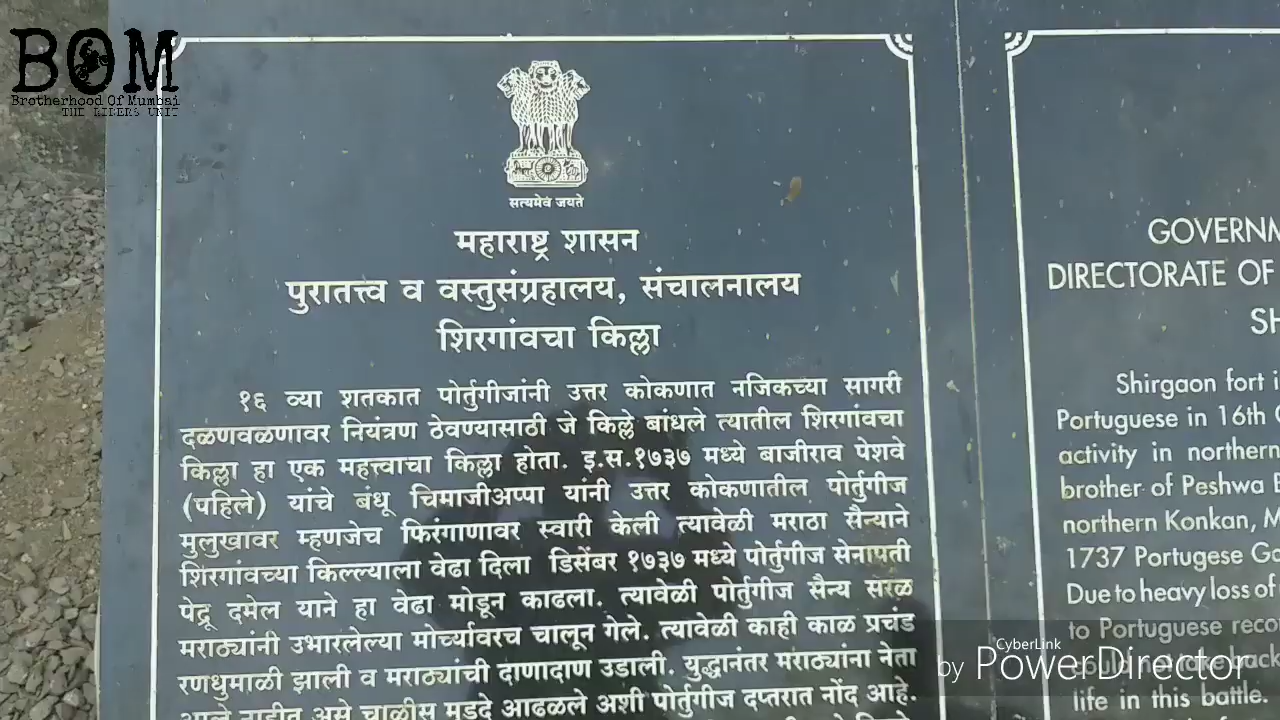 BOM
Brotherhood Of Mumbai
THE RIDERS UNIT
सत्यमेव जयते
महाराष्ट्र शासन
पुरातत्त्व व वस्तुसंग्रहालय, संचालनालय
शिरगांवचा किल्ला
१६ व्या शतकात पोर्तुगीजांनी उत्तर कोकणात नजिकच्या सागरी
दळणवळणावर नियंत्रण ठेवण्यासाठी जे किल्ले बांधले त्यातील शिरगांवचा
किल्ला हा एक महत्त्वाचा किल्ला होता. इ.स.१७३७ मध्ये बाजीराव पेशवे
(पहिले) यांचे बंधू चिमाजीअप्पा यांनी उत्तर कोकणातील पोर्तुगीज
मुलुखावर म्हणजेच फिरंगाणावर स्वारी केली त्यावेळी मराठा सैन्याने
शिरगांवच्या किल्ल्याला वेढा दिला डिसेंबर १७३७ मध्ये पोर्तुगीज सेनापती
पेद्रू दमेल याने हा वेढा मोडून काढला. त्यावेळी पोर्तुगीज सैन्य सरळ
मराठ्यांनी उभारलेल्या मोर्च्यावरच चालून गेले. त्यावेळी काही काळ प्रचंड
रणधुमाळी झाली व मराठ्यांची दाणादाण उडाली. युद्धानंतर मराठ्यांना नेता
आले नाहीत असे चाळीस मुडदे आढळले अशी पोर्तुगीज दप्तरात नोंद आहे.
GOVERNM
DIRECTORATE OF
SH
Shirgaon fort i
Portuguese in 16th
activity in northern
brother of Peshwa B
northern Konkan, M
1737 Portugese Ga
Due to heavy loss of
to Portuguese reco
could not take back
life in this battle.
CyberLink
by PowerDirector